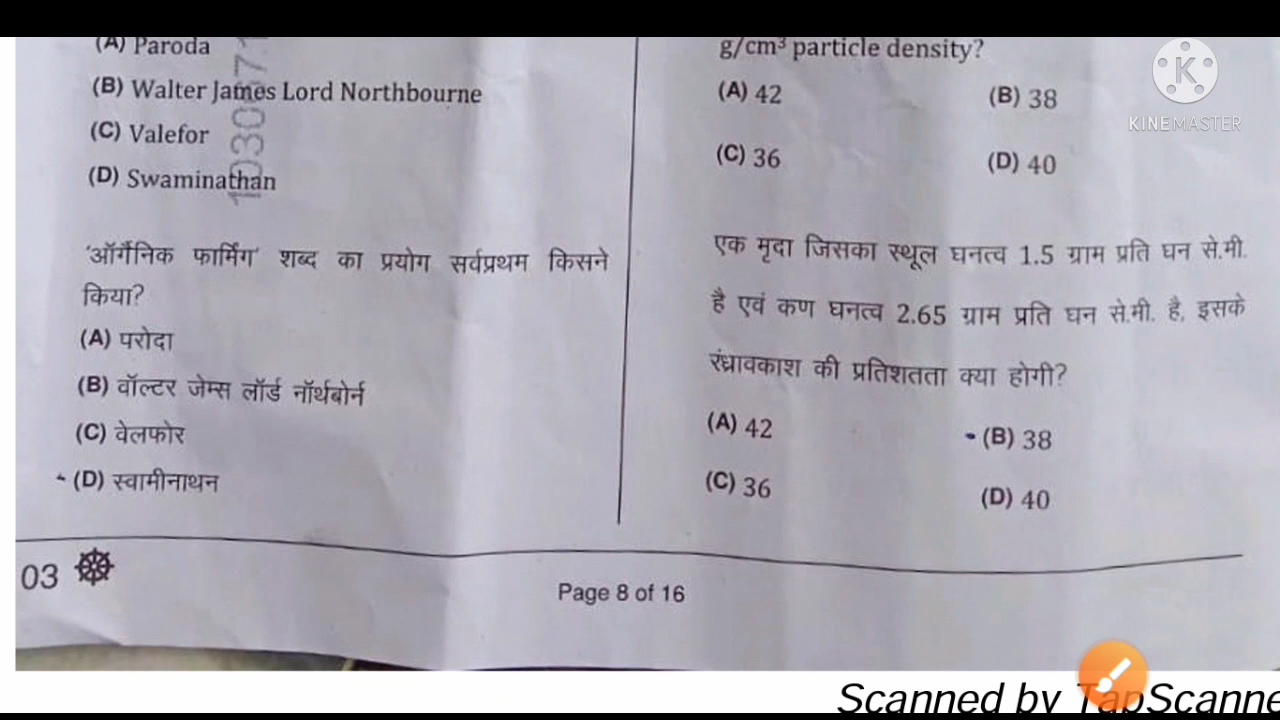 (A) Paroda
(B) Walter James Lord Northbourne
(C) Valefor
(D) Swaminathan
'ऑर्गैनिक फार्मिंग' शब्द का प्रयोग सर्वप्रथम किसने
किया?
(A) परोदा
(B) वॉल्टर जेम्स लॉर्ड नॉर्थबोर्न
(C) वेलफोर
(D) स्वामीनाथन
g/cm³ particle density?
(A) 42 (B) 38
(C) 36 (D) 40
एक मृदा जिसका स्थूल घनत्व 1.5 ग्राम प्रति घन से.मी.
है एवं कण घनत्व 2.65 ग्राम प्रति घन से.मी. है, इसके
रंध्रावकाश की प्रतिशतता क्या होगी?
(A) 42 (B) 38
(C) 36 (D) 40
03
Page 8 of 16
K
KINEMASTER
Scanned by TapScanne